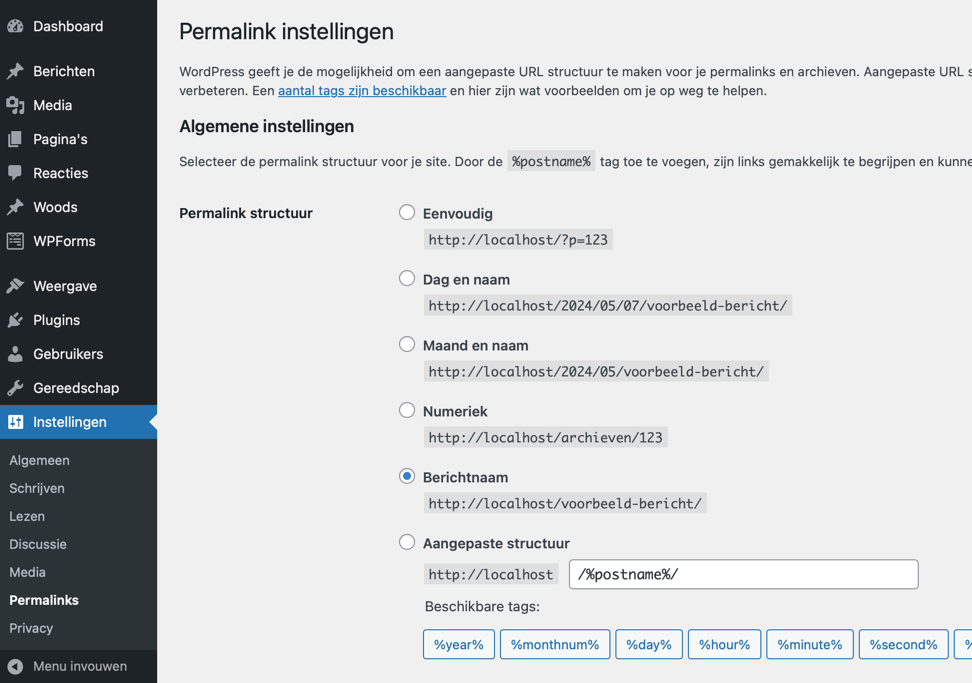 Dashboard
Berichten
Media
Pagina's
Reacties
Woods
WPForms
Weergave
Plugins
Gebruikers
Gereedschap
Instellingen
Algemeen
Schrijven
Lezen
Discussie
Media
Permalinks
Privacy
Menu invouwen
Permalink instellingen
WordPress geeft je de mogelijkheid om een aangepaste URL structuur te maken voor je permalinks en archieven. Aangepaste URL
verbeteren. Een aantal tags zijn beschikbaar en hier zijn wat voorbeelden om je op weg te helpen.
Algemene instellingen
Selecteer de permalink structuur voor je site. Door de %postname% tag toe te voegen, zijn links gemakkelijk te begrijpen en
Permalink structuur
Eenvoudig
http://localhost/?p=123
Dag en naam
http://localhost/2024/05/07/voorbeeld-bericht/
Maand en naam
http://localhost/2024/05/voorbeeld-bericht/
Numeriek
http://localhost/archieven/123
Berichtnaam
http://localhost/voorbeeld-bericht/
Aangepaste structuur
http://localhost /%postname%/
Beschikbare tags:
%year% %monthnum% %day% %hour% %minute% %second%